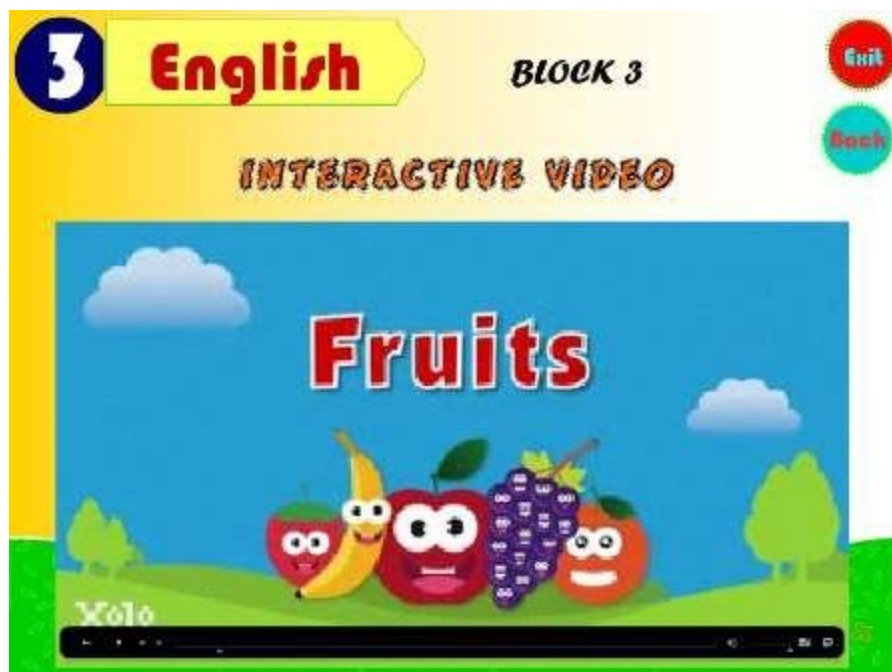 3 English
BLOCK 3
Exit
Back
INTERACTIVE VIDEO
Fruits
Xolo